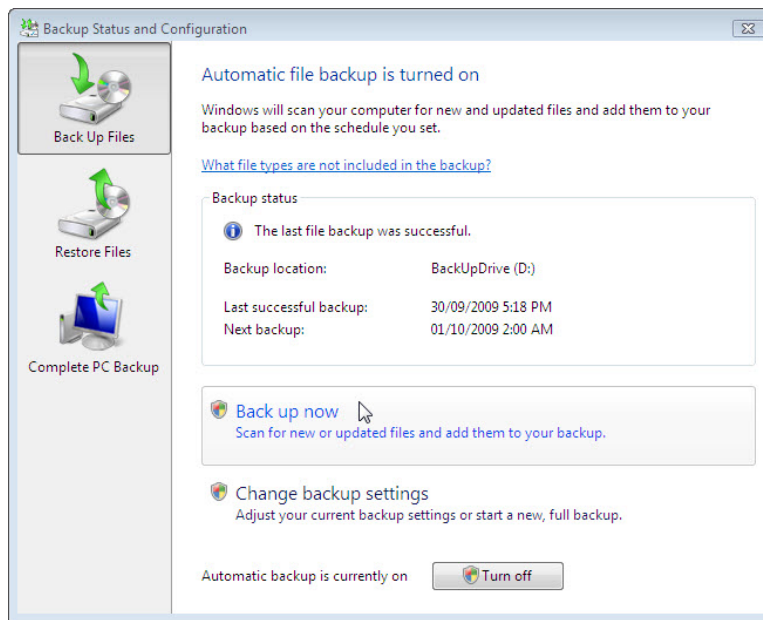 Backup Status and Configuration
Back Up Files
Restore Files
Complete PC Backup
Automatic file backup is turned on
Windows will scan your computer for new and updated files and add them to your
backup based on the schedule you set.
What file types are not included in the backup?
Backup status
The last file backup was successful.
Backup location: BackUpDrive (D:)
Last successful backup: 30/09/2009 5:18 PM
Next backup: 01/10/2009 2:00 AM
Back up now
Scan for new or updated files and add them to your backup.
Change backup settings
Adjust your current backup settings or start a new, full backup.
Automatic backup is currently on Turn off